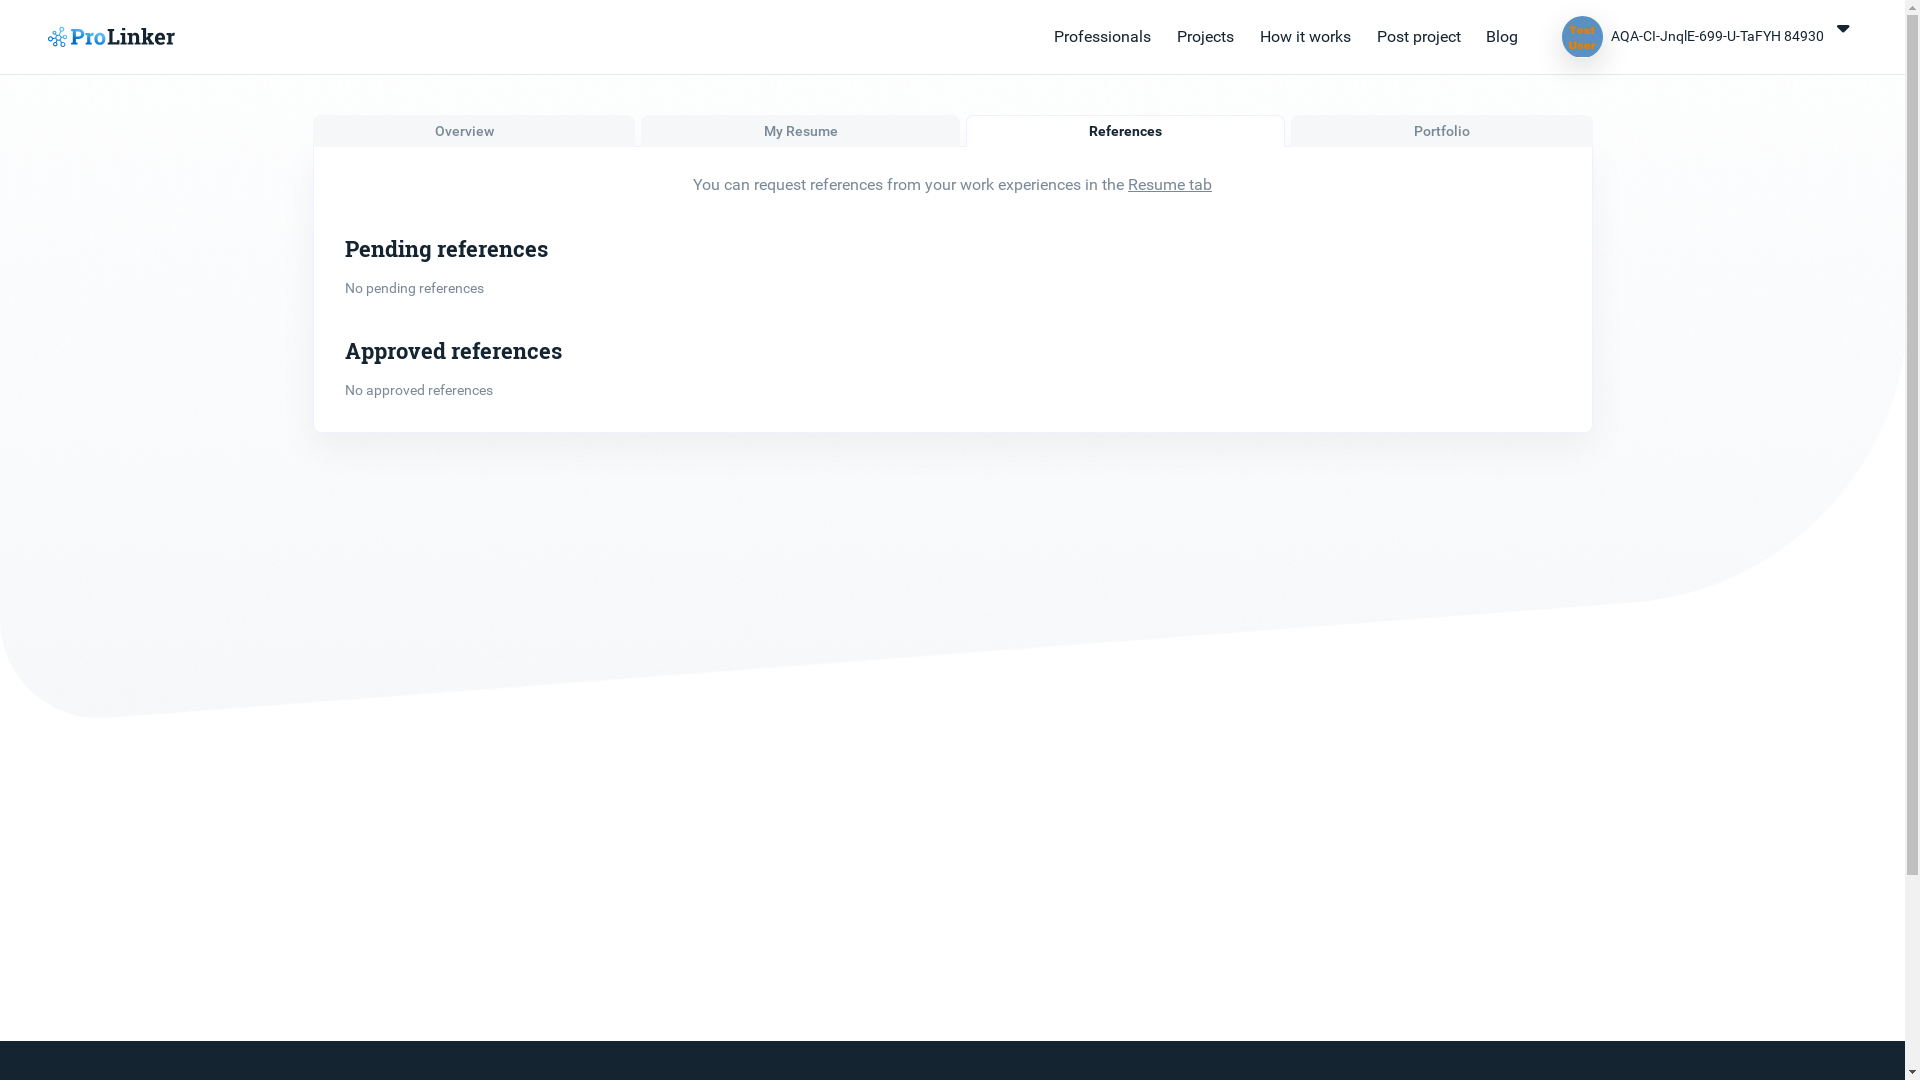 ProLinker
Professionals
Projects
How it works
Post project
Blog
Test
User
AQA-CI-JnqlE-699-U-TaFYH 84930
Overview
My Resume
References
Portfolio
You can request references from your work experiences in the Resume tab
Pending references
No pending references
Approved references
No approved references